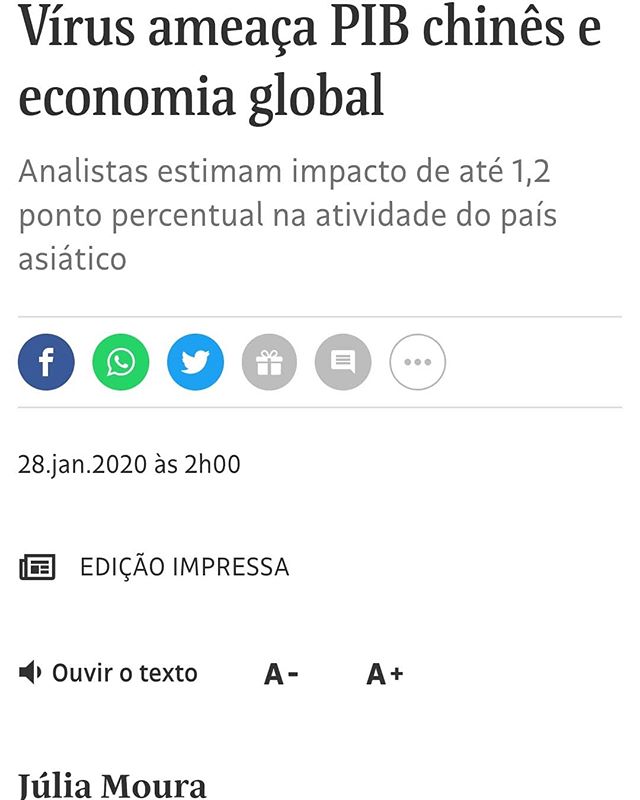 Vírus ameaça PIB chinês e
economia global
Analistas estimam impacto de até 1,2
ponto percentual na atividade do país
asiático
28.jan.2020 às 2h00
EDIÇÃO IMPRESSA
Ouvir o texto A- A+
Júlia Moura